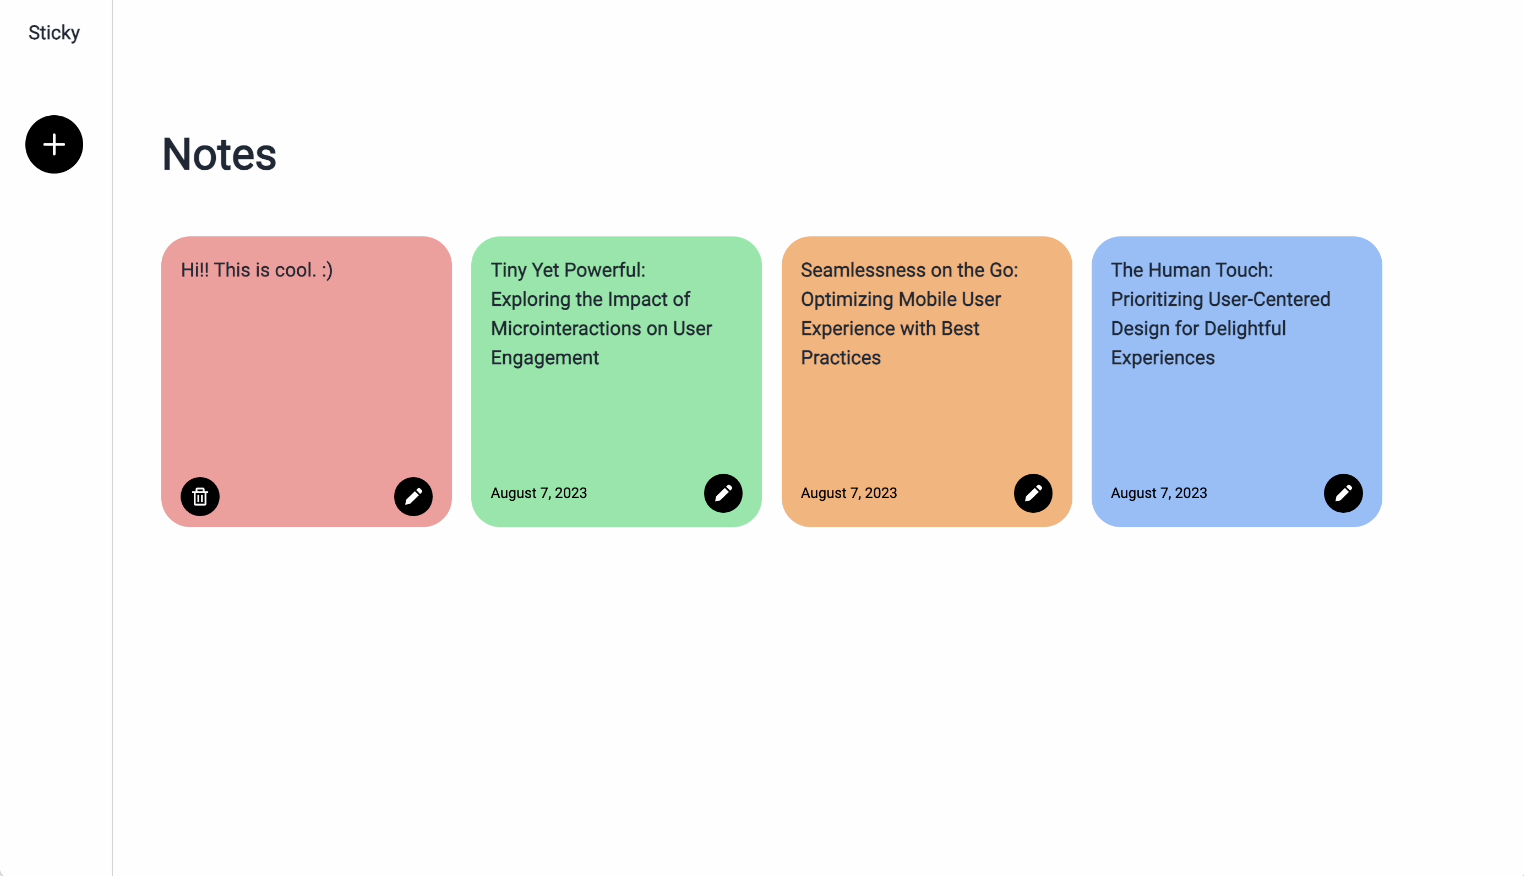 Sticky
Notes
Hi!! This is cool. :)
Tiny Yet Powerful:
Exploring the Impact of
Microinteractions on User
Engagement
August 7, 2023
Seamlessness on the Go:
Optimizing Mobile User
Experience with Best
Practices
August 7, 2023
The Human Touch:
Prioritizing User-Centered
Design for Delightful
Experiences
August 7, 2023